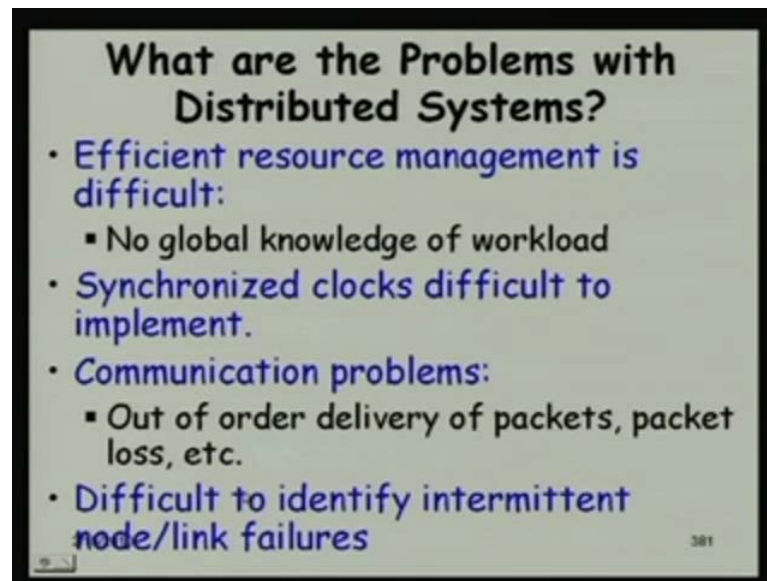 What are the Problems with
Distributed Systems?
• Efficient resource management is
difficult:
▪ No global knowledge of workload
• Synchronized clocks difficult to
implement.
• Communication problems:
▪ Out of order delivery of packets, packet
loss, etc.
• Difficult to identify intermittent
node/link failures
381